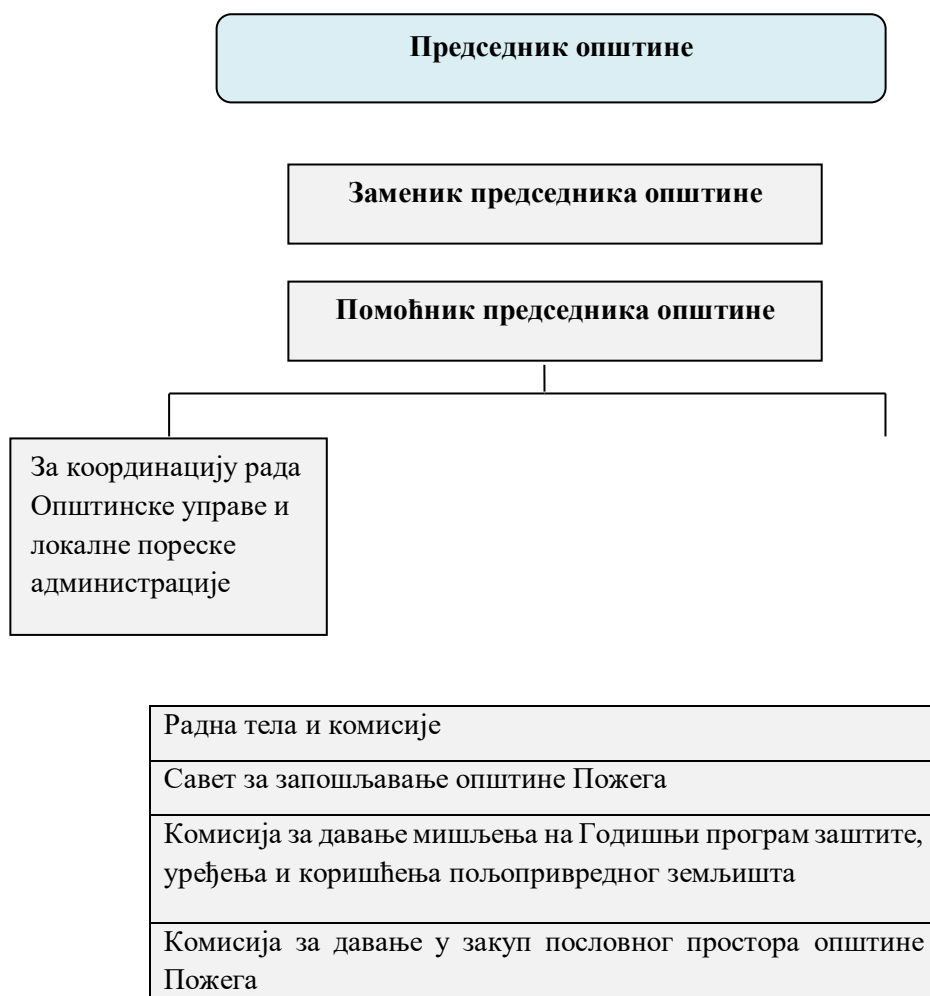 Председник општине
Заменик председника општине
Помоћник председника општине
За координацију рада
Општинске управе и
локалне пореске
администрације
Радна тела и комисије
Савет за запошљавање општине Пожега
Комисија за давање мишљења на Годишњи програм заштите,
уређења и коришћења пољопривредног земљишта
Комисија за давање у закуп пословног простора општине
Пожега